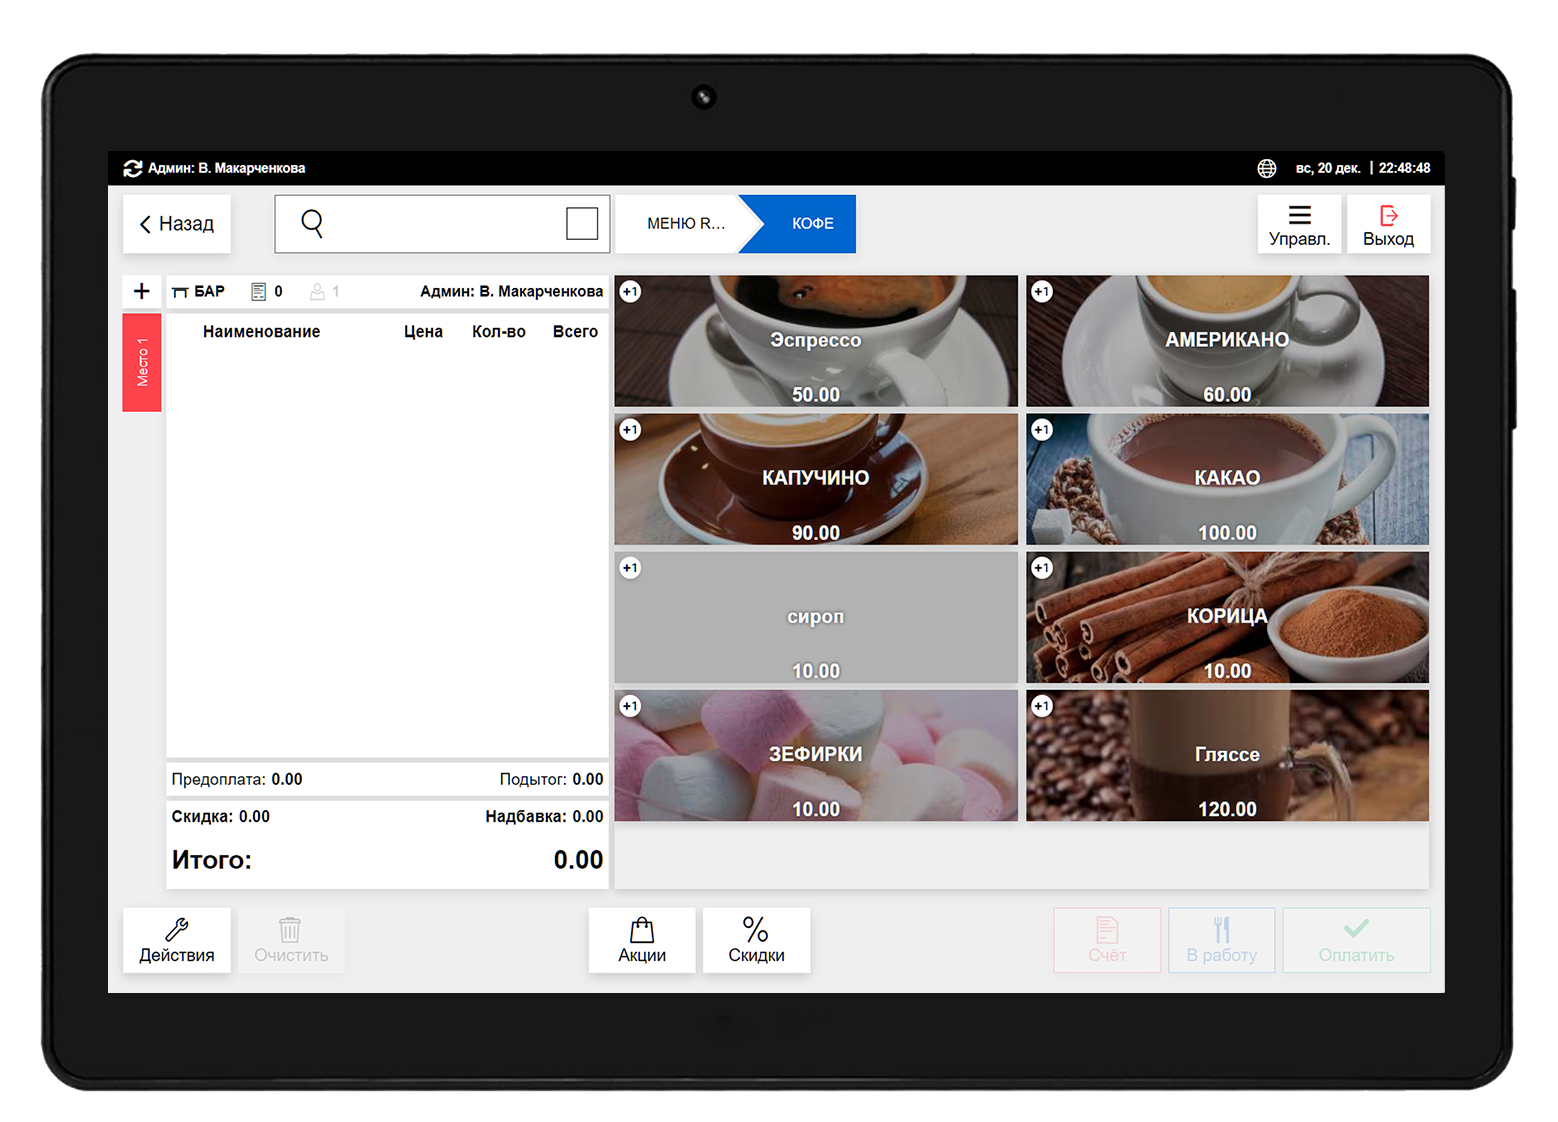 Админ: В. Макарченкова
вс, 20 дек. | 22:48:48
Назад
МЕНЮ R...
КОФЕ
Управл.
Выход
+ БАР 0 1 Админ: В. Макарченкова
Место 1
Наименование Цена Кол-во Всего
+1
Эспрессо
50.00
+1
АМЕРИКАНО
60.00
+1
КАПУЧИНО
90.00
+1
КАКАО
100.00
+1
сироп
10.00
+1
КОРИЦА
10.00
+1
ЗЕФИРКИ
10.00
+1
Гляссе
120.00
Предоплата: 0.00 Подытог: 0.00
Скидка: 0.00 Надбавка: 0.00
Итого: 0.00
Действия
Очистить
Акции
%
Скидки
Счёт
В работу
Оплатить